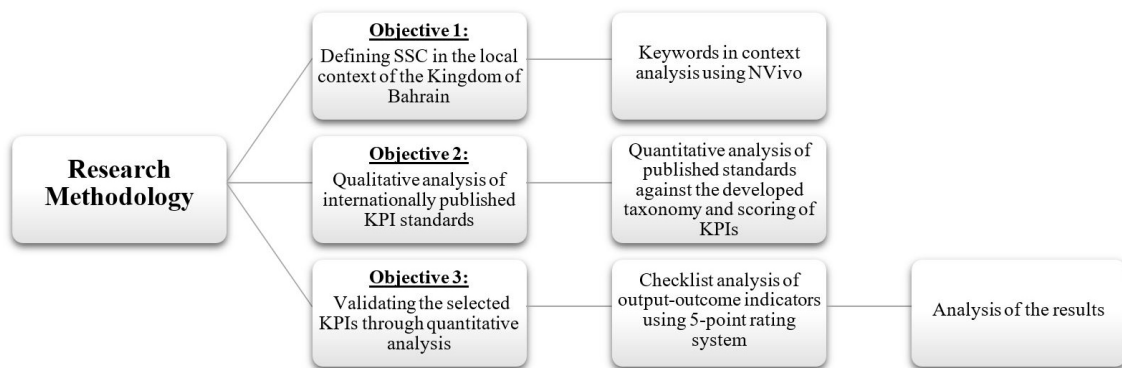 Research
Methodology
Objective 1:
Defining SSC in the local
context of the Kingdom of
Bahrain
Keywords in context
analysis using NVivo
Objective 2:
Qualitative analysis of
internationally published
KPI standards
Quantitative analysis of
published standards
against the developed
taxonomy and scoring of
KPIs
Objective 3:
Validating the selected
KPIs through quantitative
analysis
Checklist analysis of
output-outcome indicators
using 5-point rating
system
Analysis of the results